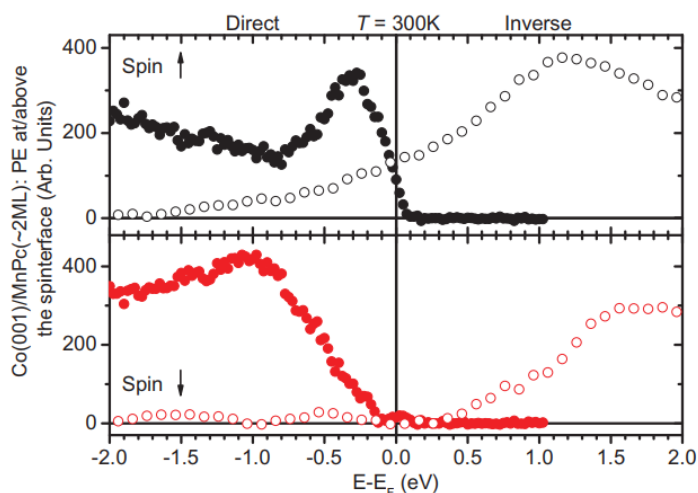 Direct T = 300K Inverse
Co(001)/MnPc(~2ML): PE at/above
the spinterface (Arb. Units)
400
Spin ↑
200
0
400
200
Spin ↓
0
-2.0 -1.5 -1.0 -0.5 0.0 0.5 1.0 1.5 2.0
E-E_F (eV)